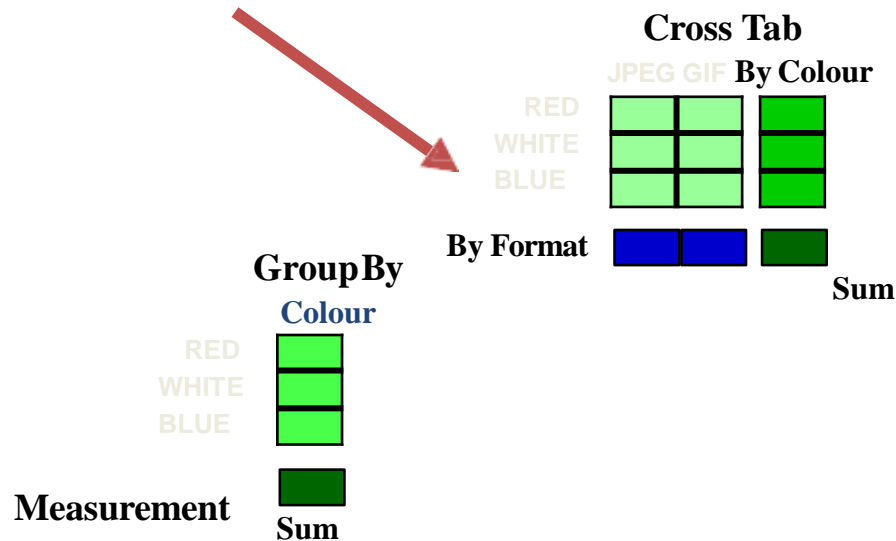 Cross Tab
JPEG GIF By Colour
RED
WHITE
BLUE
By Format
Sum
Group By
Colour
RED
WHITE
BLUE
Measurement
Sum